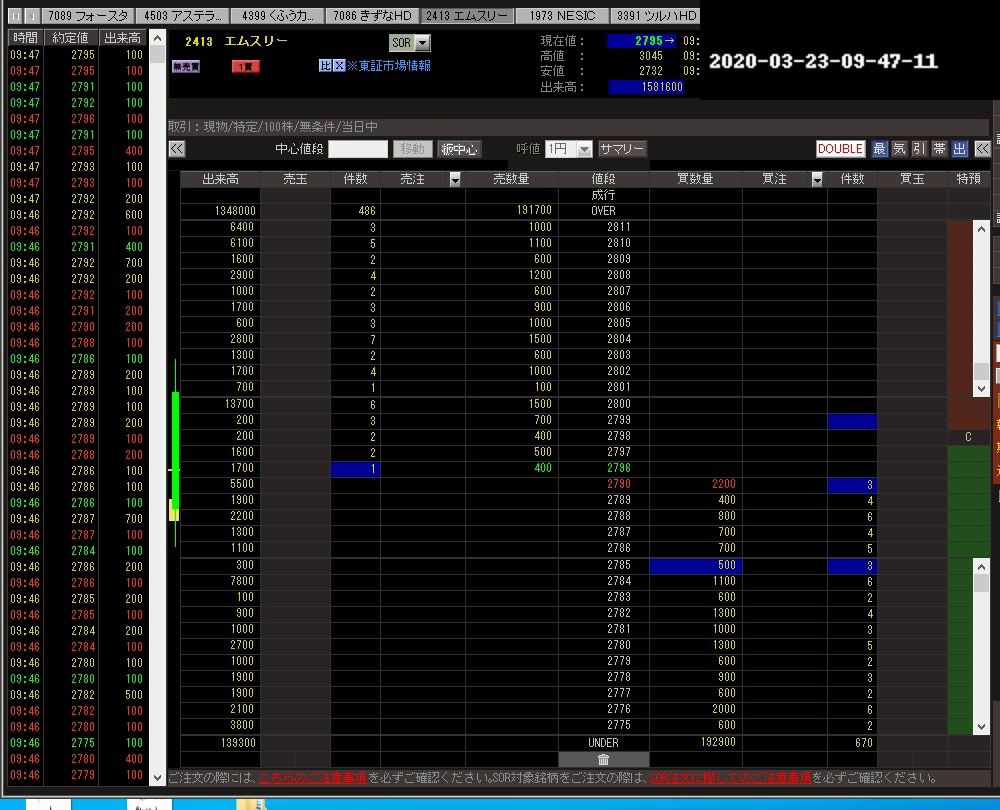 7089 フォースタ 4503 アステラ... 4399 くふう力... 7086 きずなHD 2413 エムスリー 1973 NESIC 3391 ツルハHD
時間 約定値 出来高
09:47 2795 100
09:47 2795 100
09:47 2791 100
09:47 2792 100
09:47 2796 100
09:47 2791 100
09:47 2795 400
09:47 2793 100
09:47 2793 100
09:47 2792 200
09:46 2792 600
09:46 2792 100
09:46 2791 400
09:46 2792 700
09:46 2792 200
09:46 2792 100
09:46 2791 200
09:46 2790 200
09:46 2788 100
09:46 2786 100
09:46 2789 200
09:46 2789 100
09:46 2789 100
09:46 2789 200
09:46 2789 100
09:46 2788 200
09:46 2786 100
09:46 2786 100
09:46 2786 100
09:46 2787 700
09:46 2787 100
09:46 2784 100
09:46 2786 200
09:46 2786 100
09:46 2785 200
09:46 2785 100
09:46 2784 200
09:46 2784 100
09:46 2780 100
09:46 2780 100
09:46 2782 500
09:46 2782 100
09:46 2780 100
09:46 2775 100
09:46 2780 400
09:46 2779 100
2413 エムスリー SOR
無売買 1買 比 X ※東証市場情報
現在値： 2795→ 09:
高値 ： 3045 09:
安値 ： 2732 09:
出来高： 1581600
2020-03-23-09-47-11
取引：現物/特定/100株/無条件/当日中
中心値段 移動 板中心 呼値 1円 サマリー DOUBLE 最 気 引 帯 出
出来高 売玉 件数 売注 売数量 値段 買数量 買注 件数 買玉 特預
成行
1348000 486 191700 OVER
6400 3 1000 2811
6100 5 1100 2810
1600 2 600 2809
2900 4 1200 2808
1000 2 600 2807
1700 3 900 2806
600 3 1000 2805
2800 7 1500 2804
1300 2 600 2803
1700 4 1000 2802
700 1 100 2801
13700 6 1500 2800
200 3 700 2799
200 2 400 2798 C
1600 2 500 2797
1700 1 400 2796
5500 2790 2200 3
1900 2789 400 4
2200 2788 800 6
1300 2787 700 4
1100 2786 700 5
300 2785 500 3
7800 2784 1100 6
100 2783 600 2
900 2782 1300 4
1000 2781 1000 3
2700 2780 1300 5
1000 2779 600 2
1900 2778 900 3
1900 2777 600 2
2100 2776 2000 6
3800 2775 600 2
139300 UNDER 192900 670
ご注文の際には、こちらのご注意事項を必ずご確認ください。SOR対象銘柄をご注文の際は、SOR注文に際してのご注意事項を必ずご確認ください。